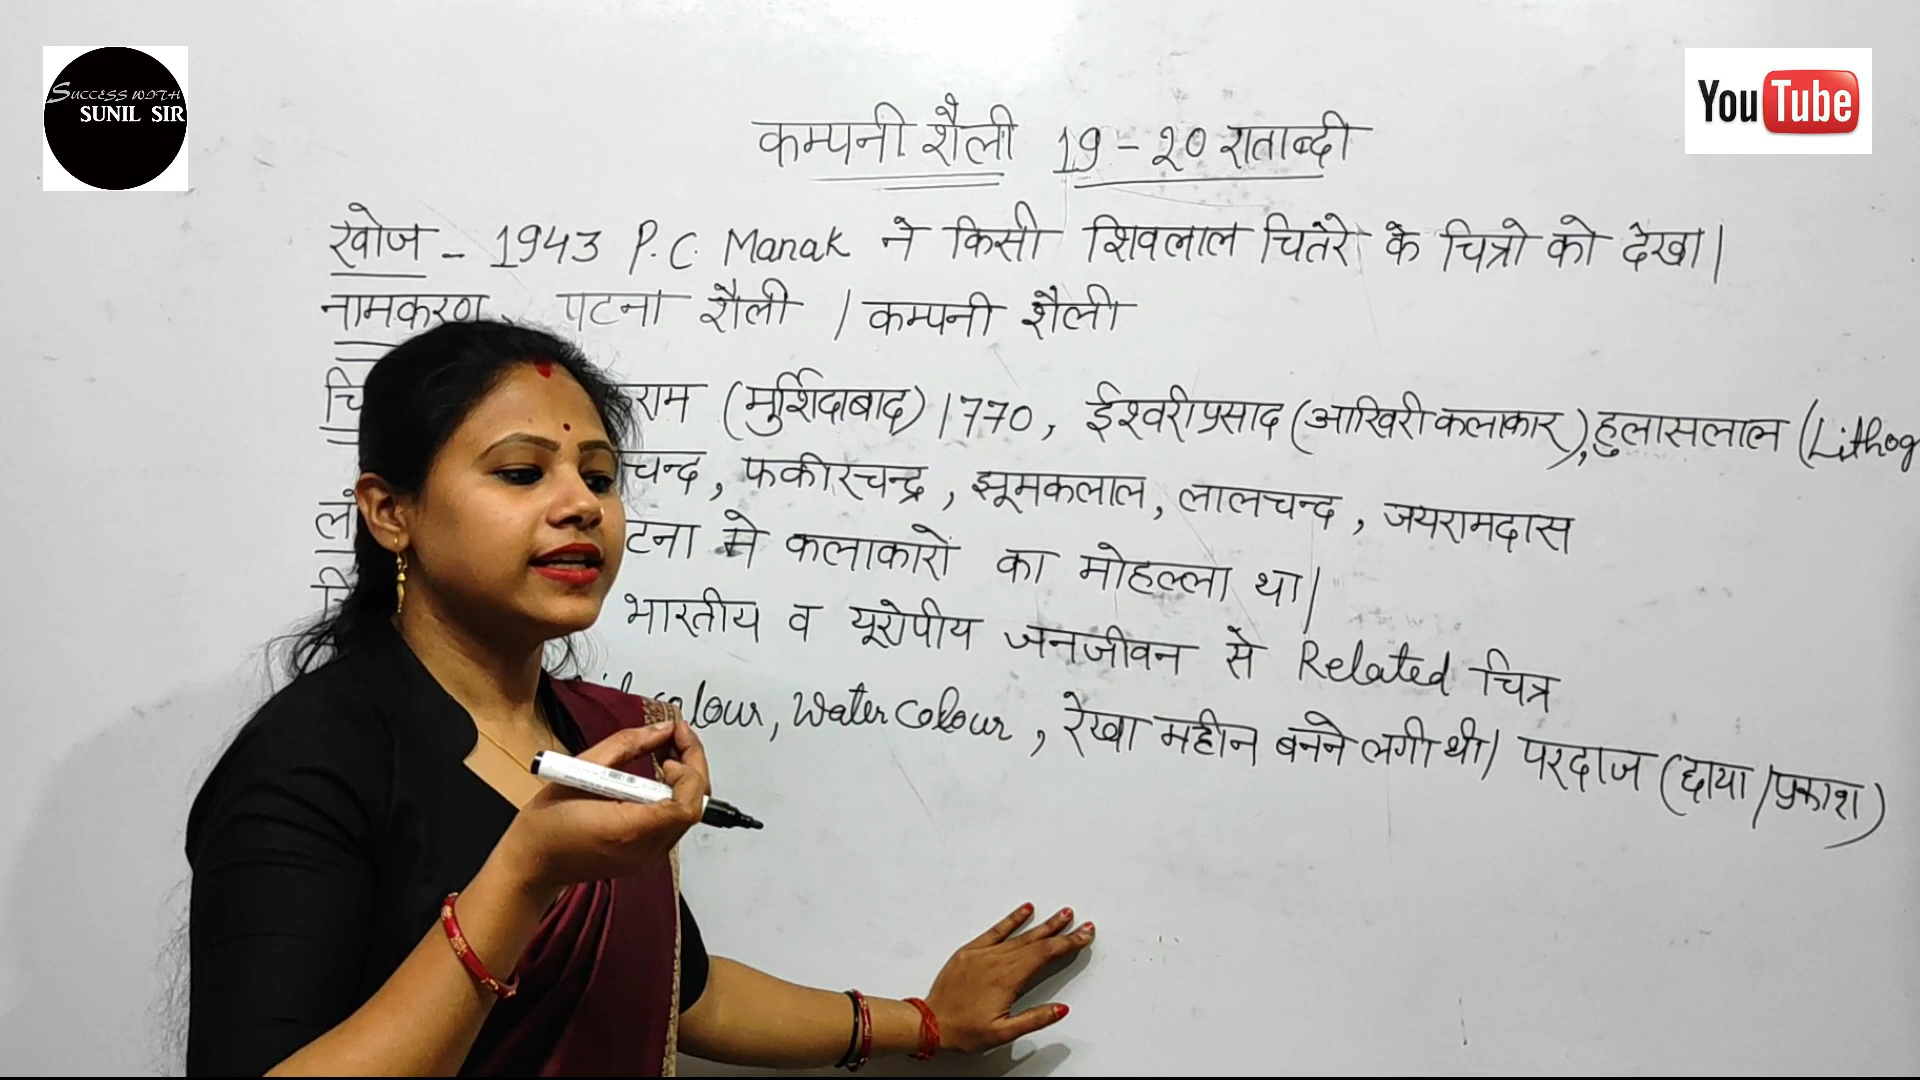 SUCCESS WITH
SUNIL SIR
YouTube
कम्पनी शैली 19-२० शताब्दी
खोज - 1943 P.C. Manak ने किसी शिवलाल चितेरे के चित्रो को देखा।
नामकरण - पटना शैली / कम्पनी शैली
राम (मुर्शिदाबाद) 1770, ईश्वरीप्रसाद (आखिरी कलाकार), हुलासलाल (Lithog
चन्द, फकीरचन्द्र, झूमकलाल, लालचन्द, जयरामदास
टना मे कलाकारों का मोहल्ला था।
भारतीय व यूरोपीय जनजीवन से Related चित्र
colour, Water Colour, रेखा महीन बनने लगी थी। परदाज (छाया/प्रकाश)